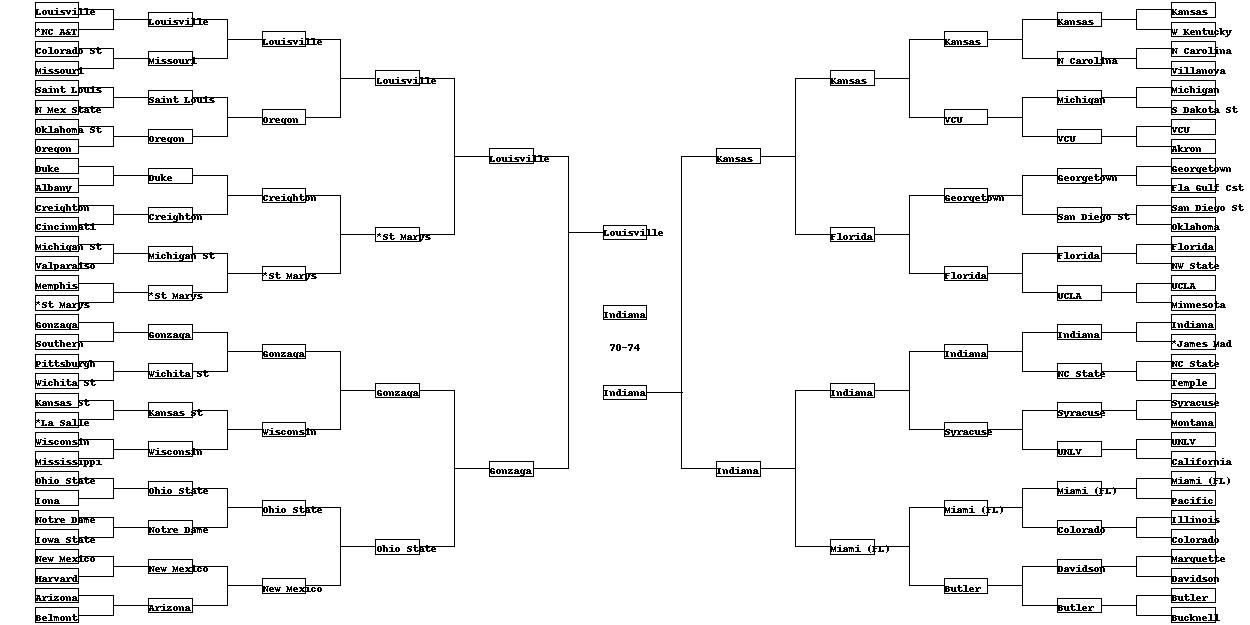 Louisville
*NC A&T
Colorado St
Missouri
Saint Louis
N Mex State
Oklahoma St
Oregon
Duke
Albany
Creighton
Cincinnati
Michigan St
Valparaiso
Memphis
*St Marys
Gonzaga
Southern
Pittsburgh
Wichita St
Kansas St
*La Salle
Wisconsin
Mississippi
Ohio State
Iona
Notre Dame
Iowa State
New Mexico
Harvard
Arizona
Belmont
Louisville
Missouri
Saint Louis
Oregon
Duke
Creighton
Michigan St
*St Marys
Gonzaga
Wichita St
Kansas St
Wisconsin
Ohio State
Notre Dame
New Mexico
Arizona
Louisville
Oregon
Creighton
*St Marys
Gonzaga
Wisconsin
Ohio State
New Mexico
Louisville
*St Marys
Gonzaga
Ohio State
Louisville
Gonzaga
Louisville
Indiana
70-74
Indiana
Kansas
Indiana
Kansas
Florida
Indiana
Miami (FL)
Kansas
VCU
Georgetown
Florida
Indiana
Syracuse
Miami (FL)
Butler
Kansas
N Carolina
Michigan
VCU
Georgetown
San Diego St
Florida
UCLA
Indiana
NC State
Syracuse
UNLV
Miami (FL)
Colorado
Davidson
Butler
Kansas
W Kentucky
N Carolina
Villanova
Michigan
S Dakota St
VCU
Akron
Georgetown
Fla Gulf Cst
San Diego St
Oklahoma
Florida
NW State
UCLA
Minnesota
Indiana
*James Mad
NC State
Temple
Syracuse
Montana
UNLV
California
Miami (FL)
Pacific
Illinois
Colorado
Marquette
Davidson
Butler
Bucknell